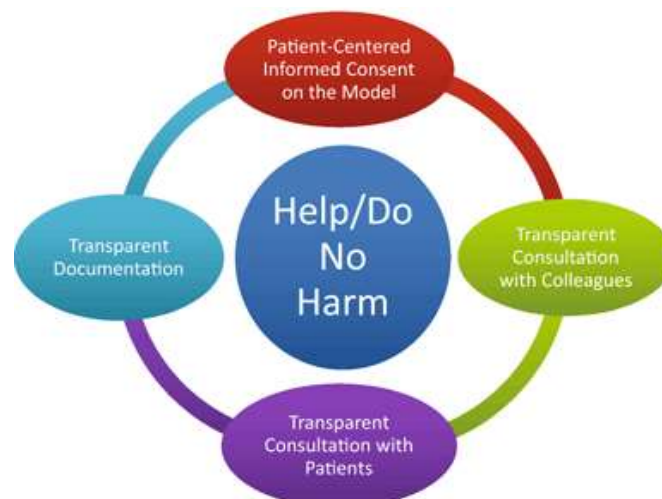 Patient-Centered
Informed Consent
on the Model
Help/Do
No
Harm
Transparent
Consultation
with Colleagues
Transparent
Consultation with
Patients
Transparent
Documentation